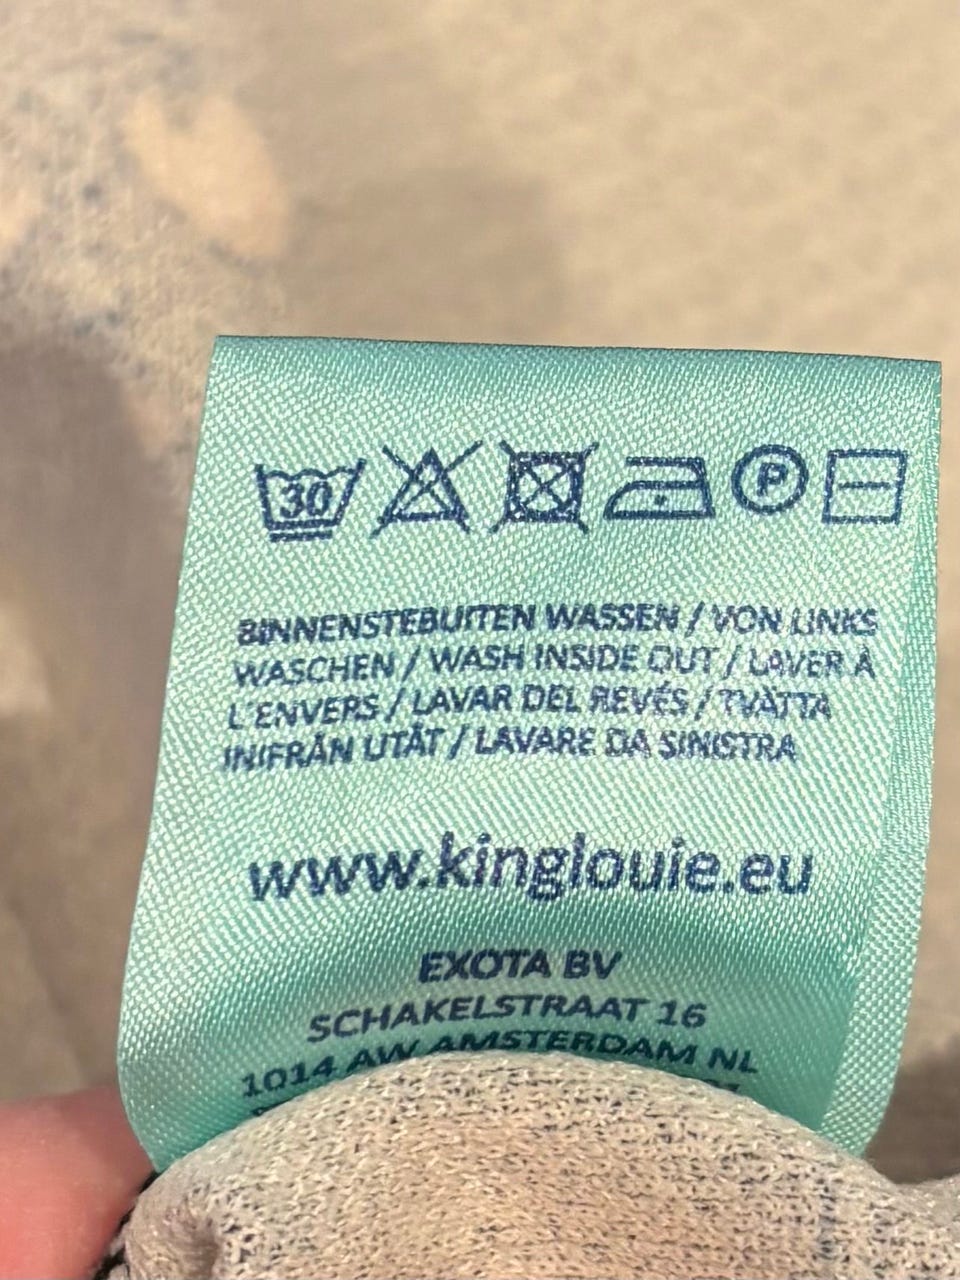 30
P
BINNENSTEBUITEN WASSEN / VON LINKS
WASCHEN / WASH INSIDE OUT / LAVER À
L'ENVERS / LAVAR DEL REVÉS / TVÄTTA
INIFRÅN UTÅT / LAVARE DA SINISTRA
www.kinglouie.eu
EXOTA BV
SCHAKELSTRAAT 16
1014 AW AMSTERDAM NL